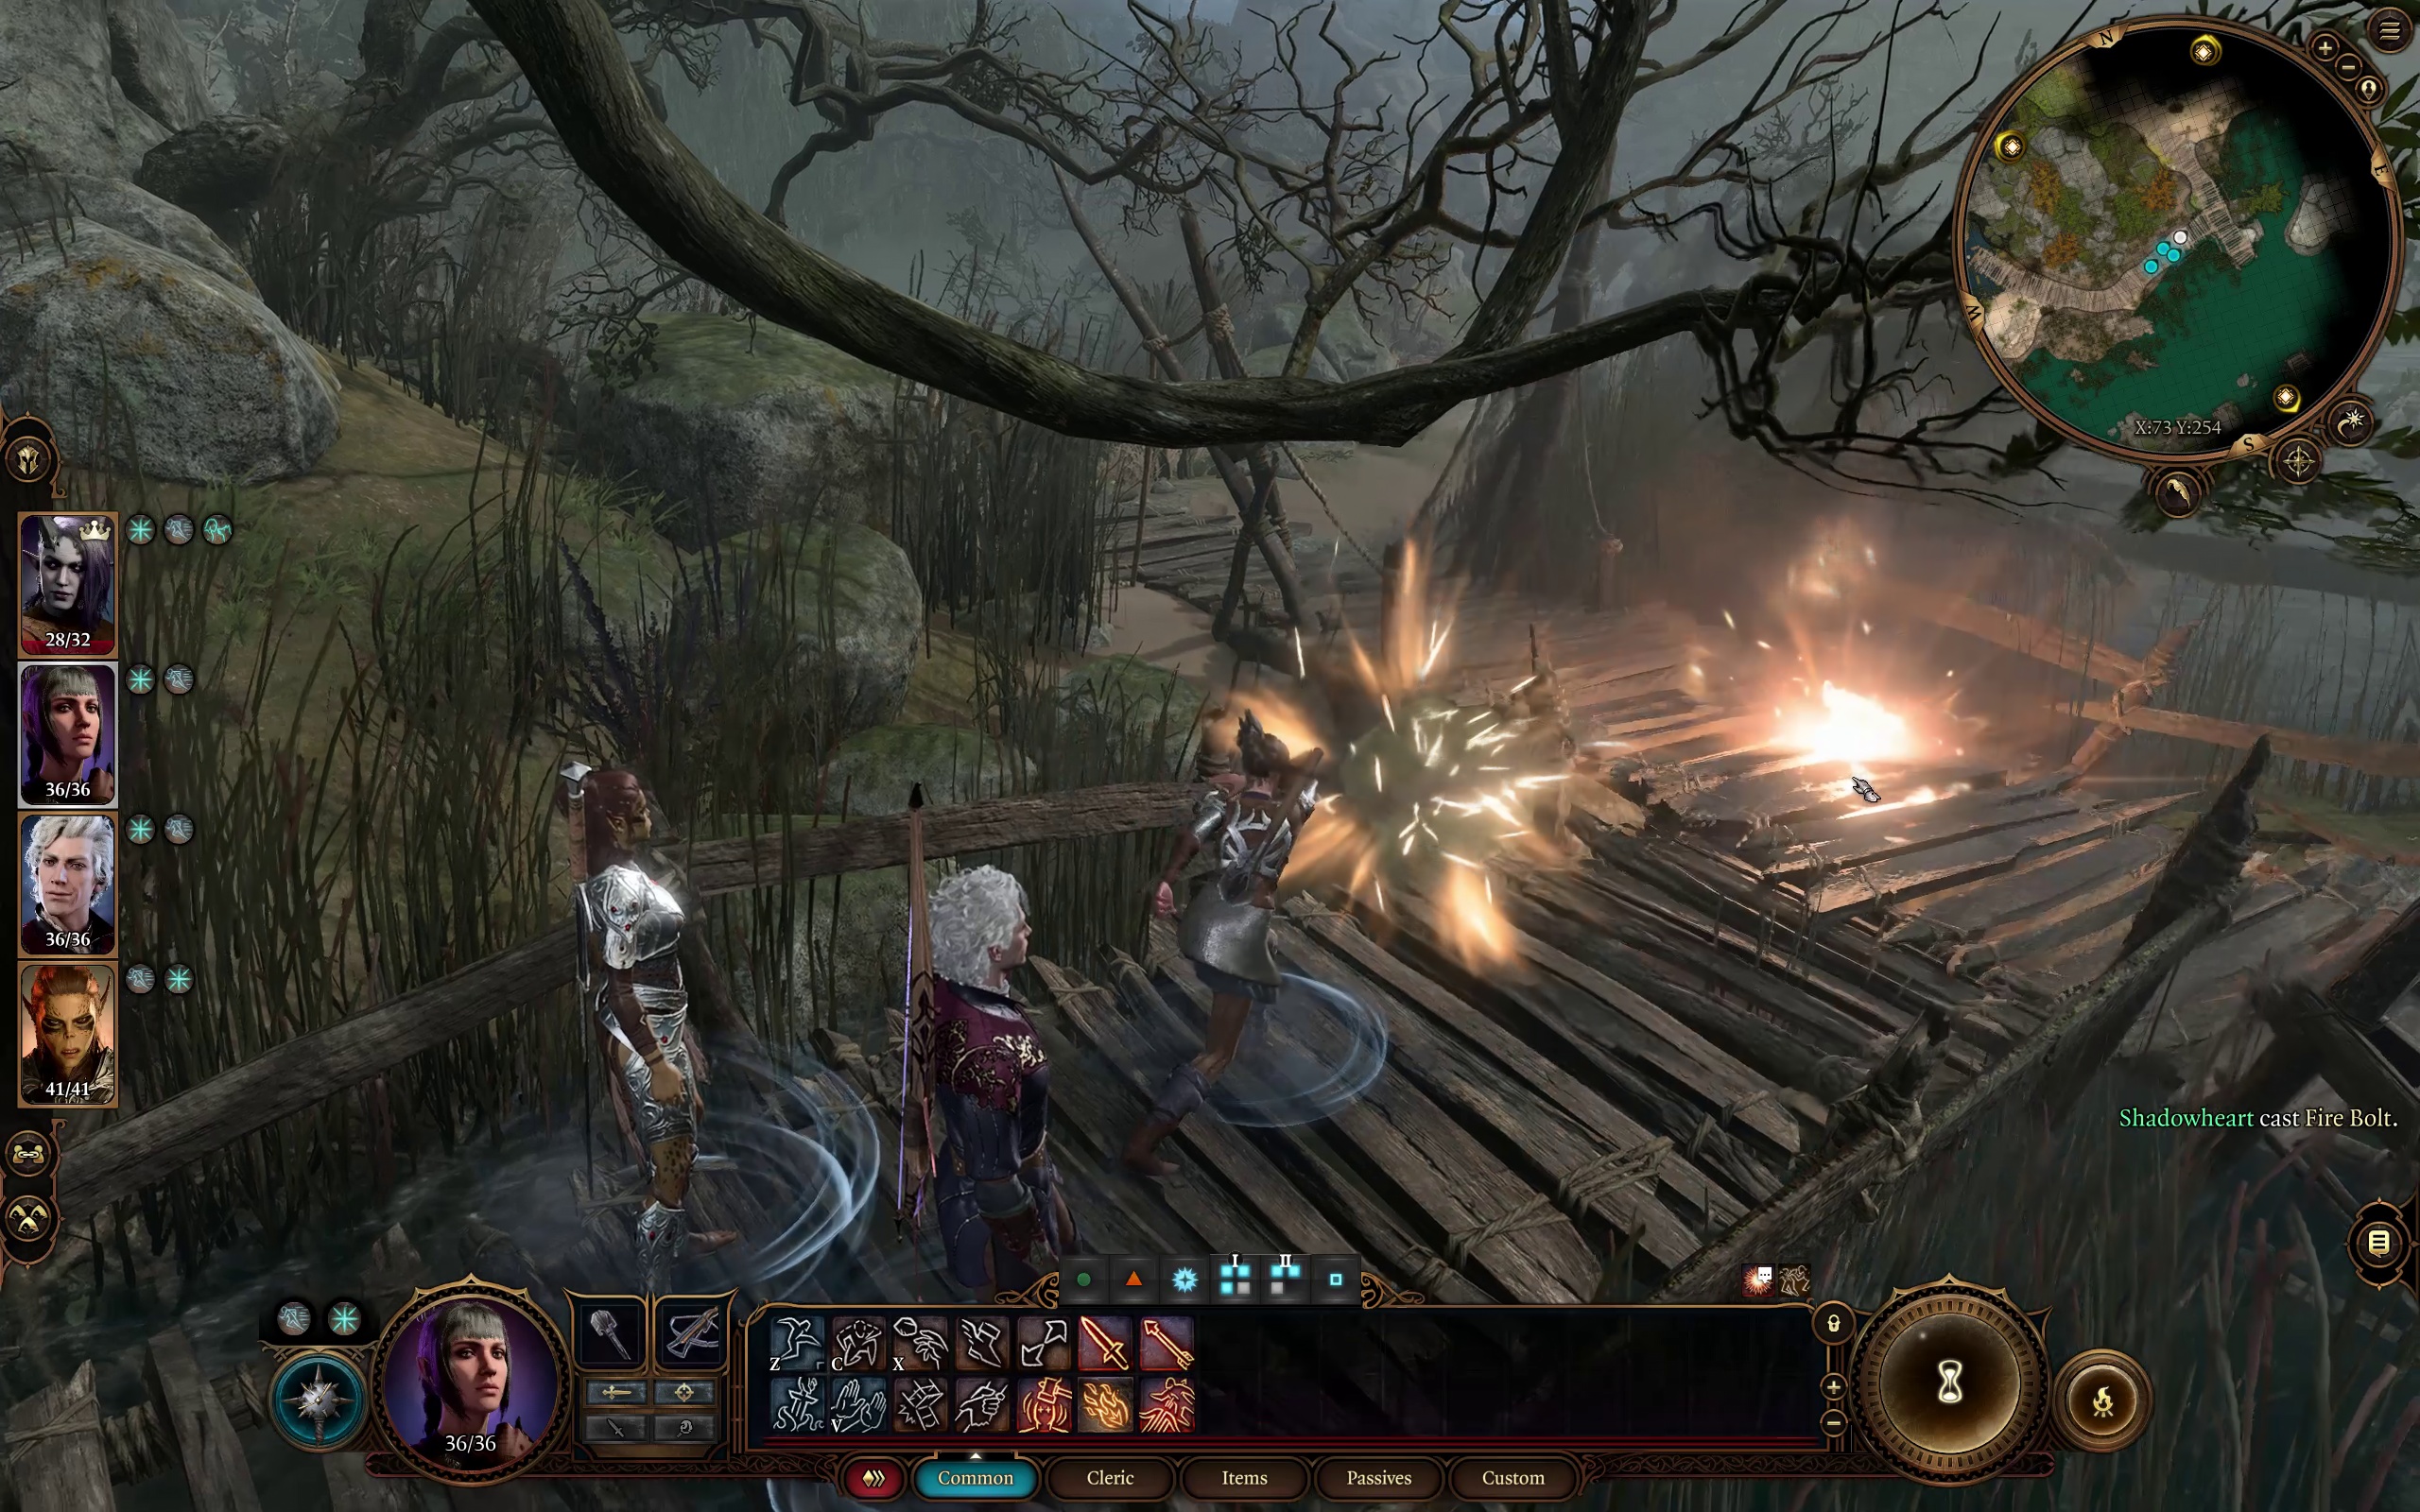 N
E
W
S
X:73 Y:254
28/32
36/36
36/36
41/41
Shadowheart cast Fire Bolt.
I
II
Z
C
X
V
36/36
Common
Cleric
Items
Passives
Custom